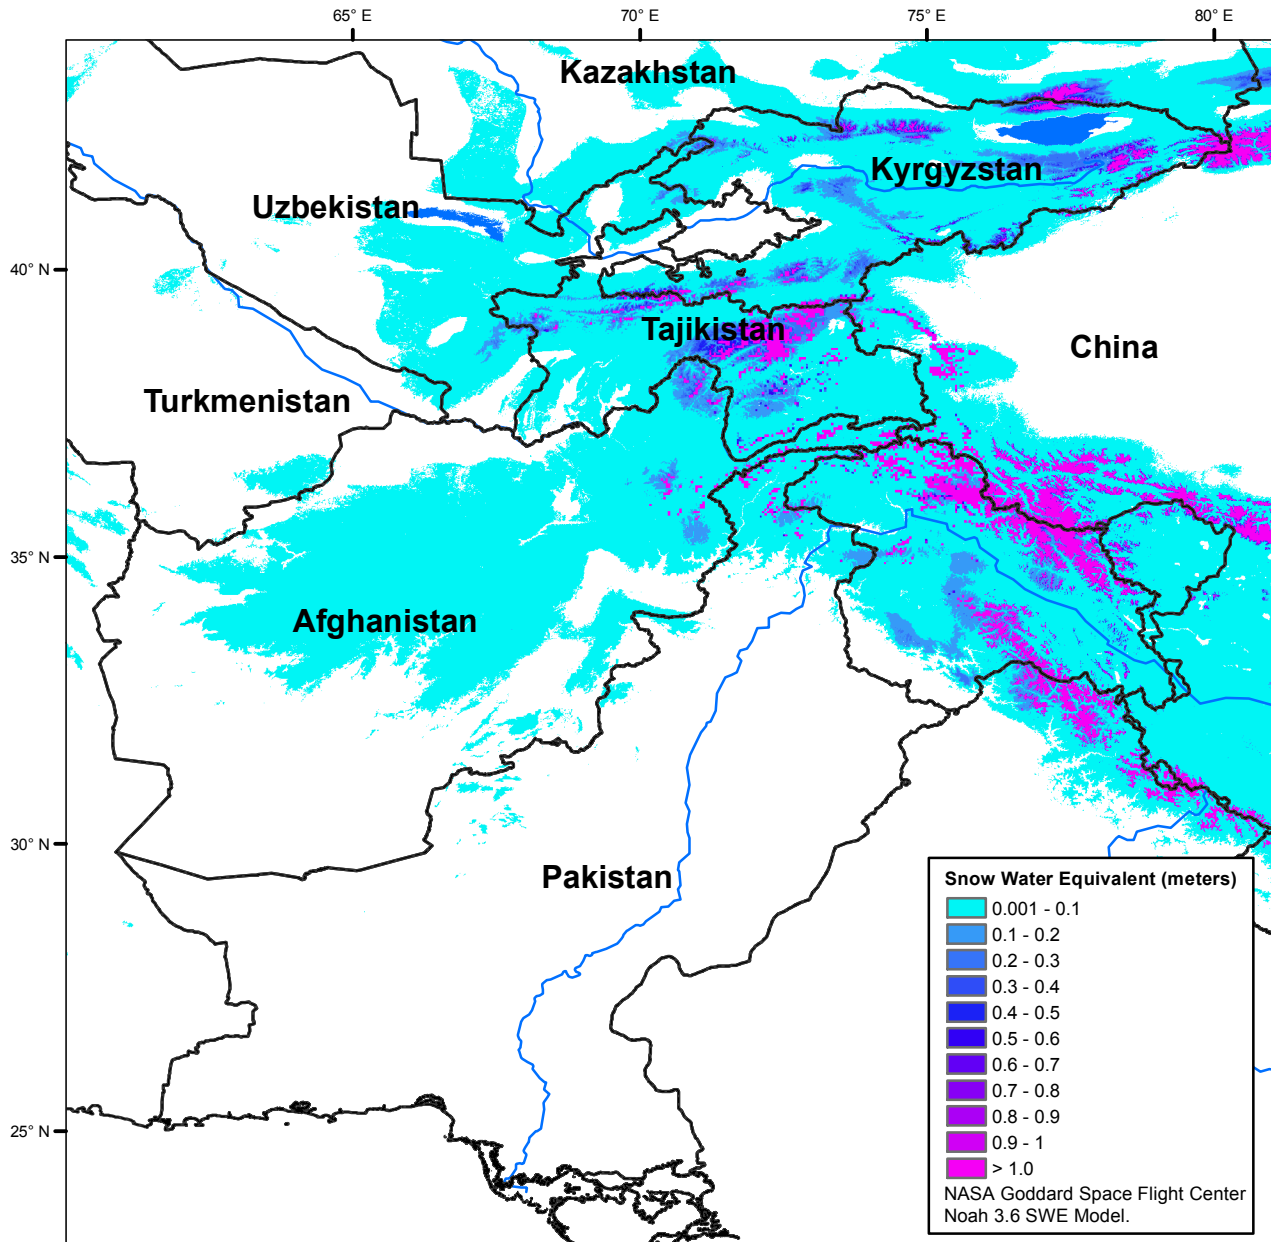 65° E
70° E
75° E
80° E
Kazakhstan
Kyrgyzstan
Uzbekistan
40° N
Tajikistan
China
Turkmenistan
35° N
Afghanistan
30° N
Pakistan
25° N
Snow Water Equivalent (meters)
0.001 - 0.1
0.1 - 0.2
0.2 - 0.3
0.3 - 0.4
0.4 - 0.5
0.5 - 0.6
0.6 - 0.7
0.7 - 0.8
0.8 - 0.9
0.9 - 1
> 1.0
NASA Goddard Space Flight Center
Noah 3.6 SWE Model.